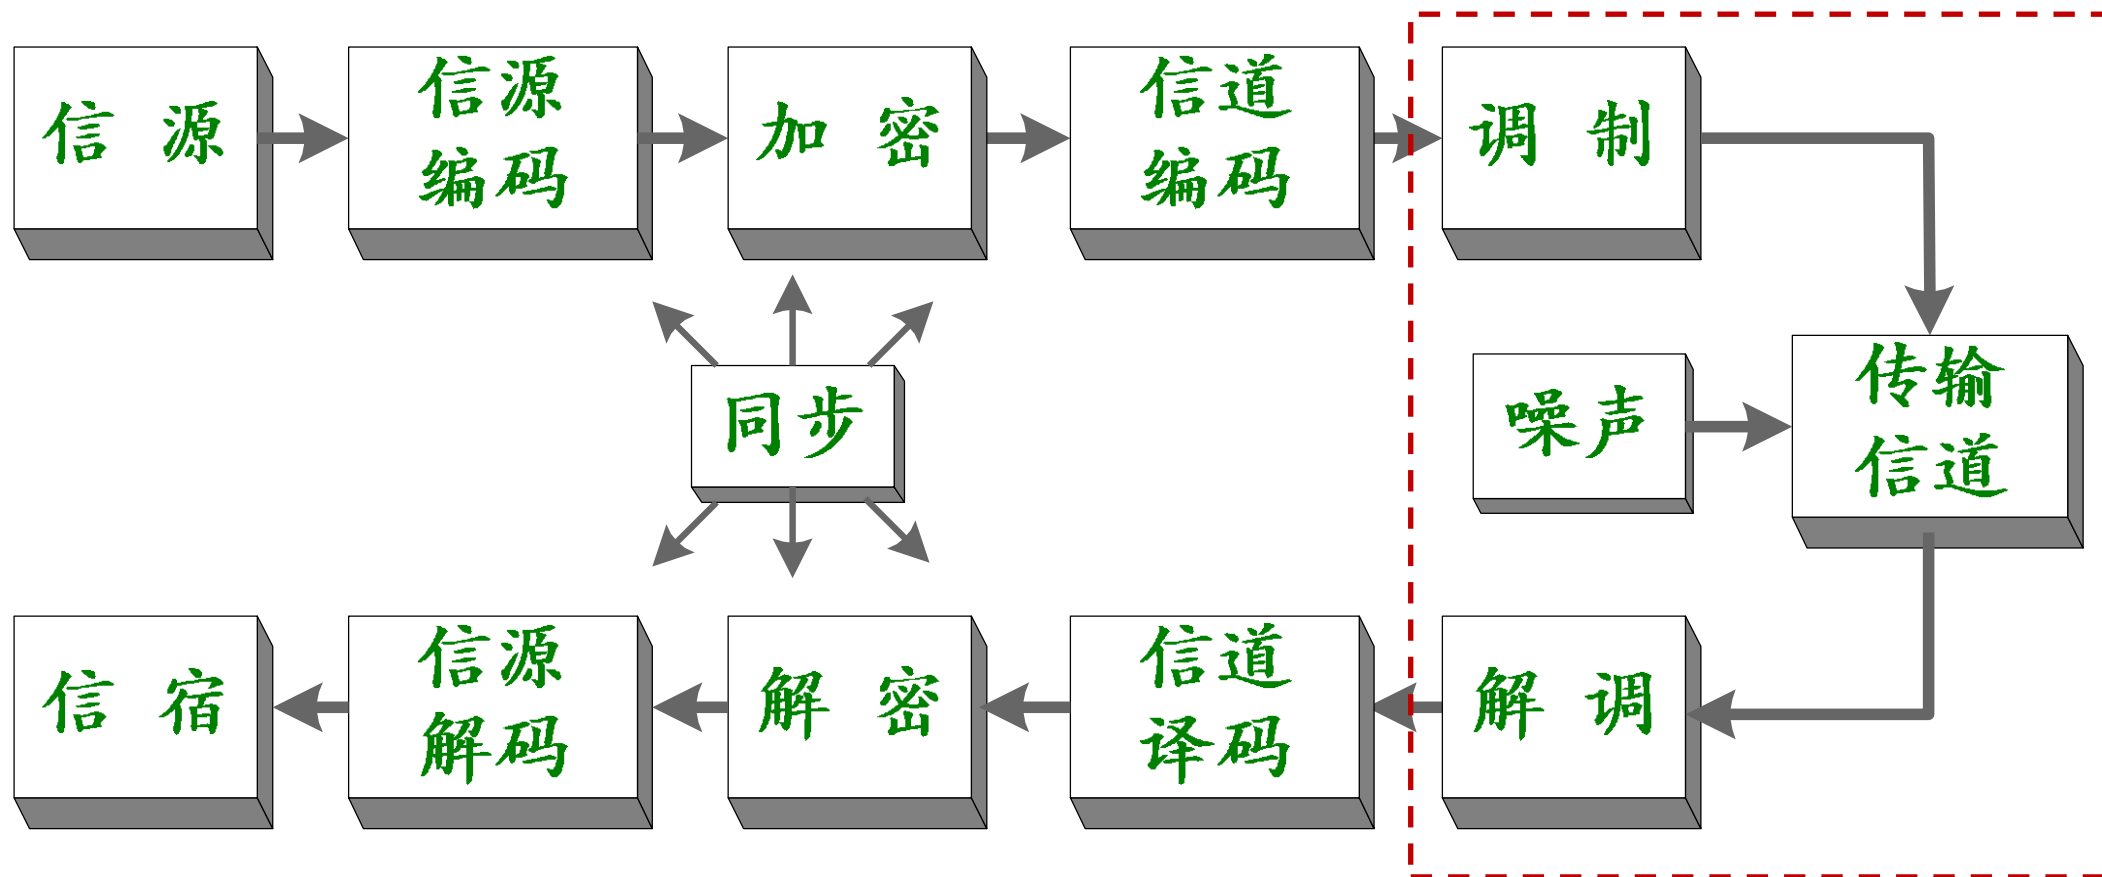 信 源
信源
编码
加 密
信道
编码
调 制
同步
噪声
传输
信道
信 宿
信源
解码
解 密
信道
译码
解 调